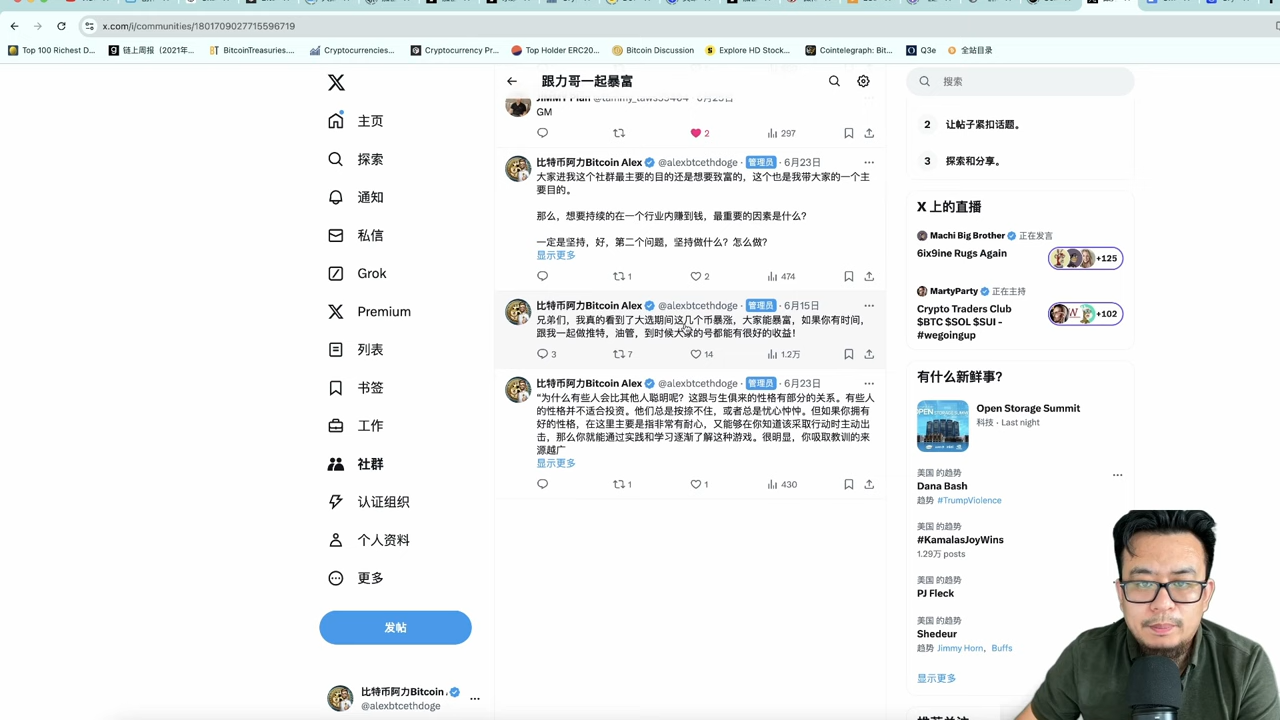 x.com/i/communities/1801709027715596719
Top 100 Richest D...
链上周报（2021年...
BitcoinTreasuries....
Cryptocurrencies...
Cryptocurrency Pr...
Top Holder ERC20...
Bitcoin Discussion
Explore HD Stock...
Cointelegraph: Bit...
Q3e
全站目录
主页
探索
通知
私信
Grok
Premium
列表
书签
工作
社群
认证组织
个人资料
更多
发帖
比特币阿力Bitcoin
@alexbtcethdoge
跟力哥一起暴富
GM
2
297
比特币阿力Bitcoin Alex @alexbtcethdoge · 管理员 · 6月23日
大家进我这个社群最主要的目的还是想要致富的，这个也是我带大家的一个主
要目的。
那么，想要持续的在一个行业内赚到钱，最重要的因素是什么？
一定是坚持，好，第二个问题，坚持做什么？怎么做？
显示更多
1
2
474
比特币阿力Bitcoin Alex @alexbtcethdoge · 管理员 · 6月15日
兄弟们，我真的看到了大选期间这几个币暴涨，大家能暴富，如果你有时间，
跟我一起做推特，油管，到时候大家的号都能有很好的收益！
3
7
14
1.2万
比特币阿力Bitcoin Alex @alexbtcethdoge · 管理员 · 6月23日
“为什么有些人会比其他人聪明呢？这跟与生俱来的性格有部分的关系。有些人
的性格并不适合投资。他们总是按捺不住，或者总是忧心忡忡。但如果你拥有
好的性格，在这里主要是指非常有耐心，又能够在你知道该采取行动时主动出
击，那么你就能通过实践和学习逐渐了解这种游戏。很明显，你吸取教训的来
源越广
显示更多
1
1
430
搜索
2 让帖子紧扣话题。
3 探索和分享。
X 上的直播
Machi Big Brother 正在发言
6ix9ine Rugs Again
+125
MartyParty 正在主持
Crypto Traders Club
$BTC $SOL $SUI -
#wegoingup
+102
有什么新鲜事?
Open Storage Summit
科技 · Last night
美国 的趋势
Dana Bash
趋势 #TrumpViolence
美国 的趋势
#KamalasJoyWins
1.29万 posts
美国 的趋势
PJ Fleck
美国 的趋势
Shedeur
趋势 Jimmy Horn，Buffs
显示更多